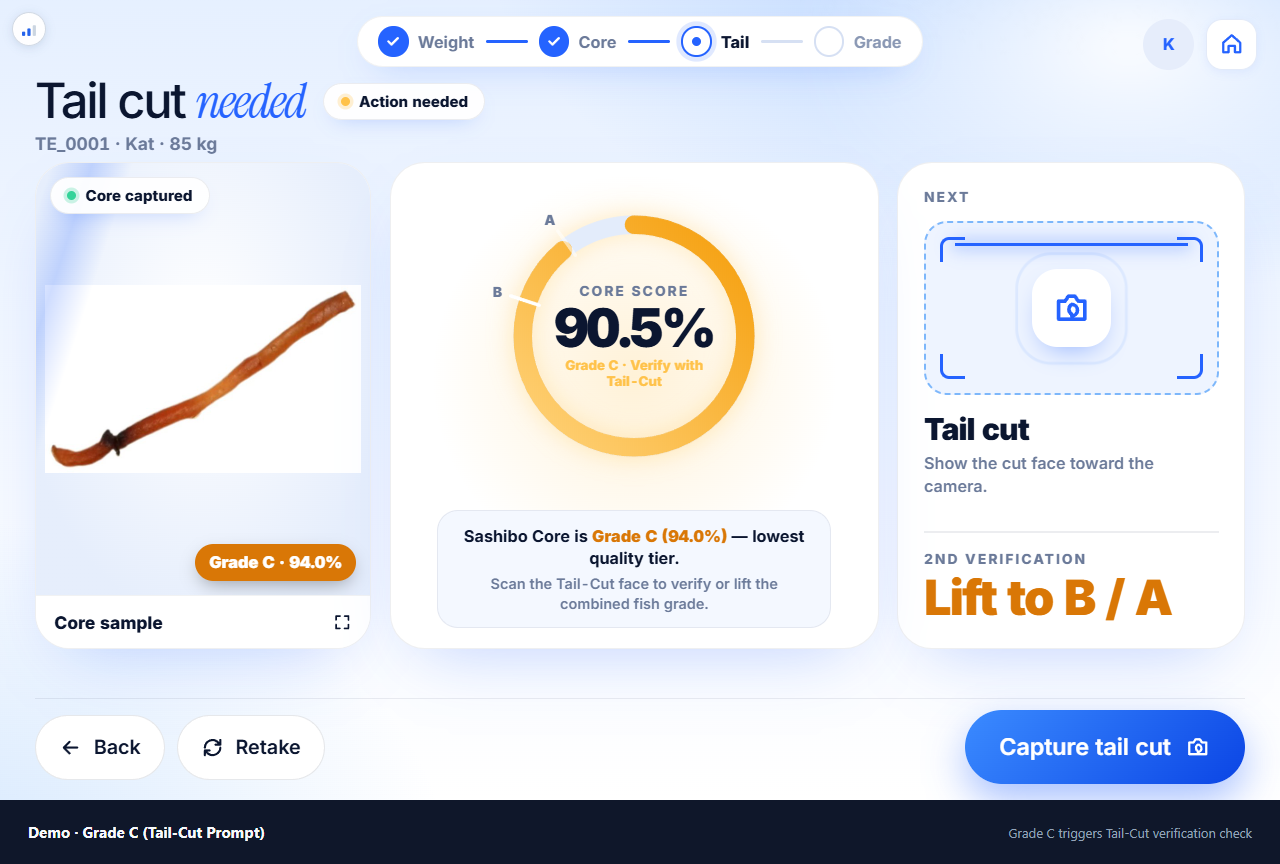 Weight
Core
Tail
Grade
K
Tail cut needed
Action needed
TE_0001 · Kat · 85 kg
Core captured
Grade C · 94.0%
Core sample
A
B
CORE SCORE
90.5%
Grade C · Verify with
Tail-Cut
Sashibo Core is Grade C (94.0%) — lowest
quality tier.
Scan the Tail-Cut face to verify or lift the
combined fish grade.
NEXT
Tail cut
Show the cut face toward the
camera.
2ND VERIFICATION
Lift to B / A
Back
Retake
Capture tail cut
Demo · Grade C (Tail-Cut Prompt)
Grade C triggers Tail-Cut verification check